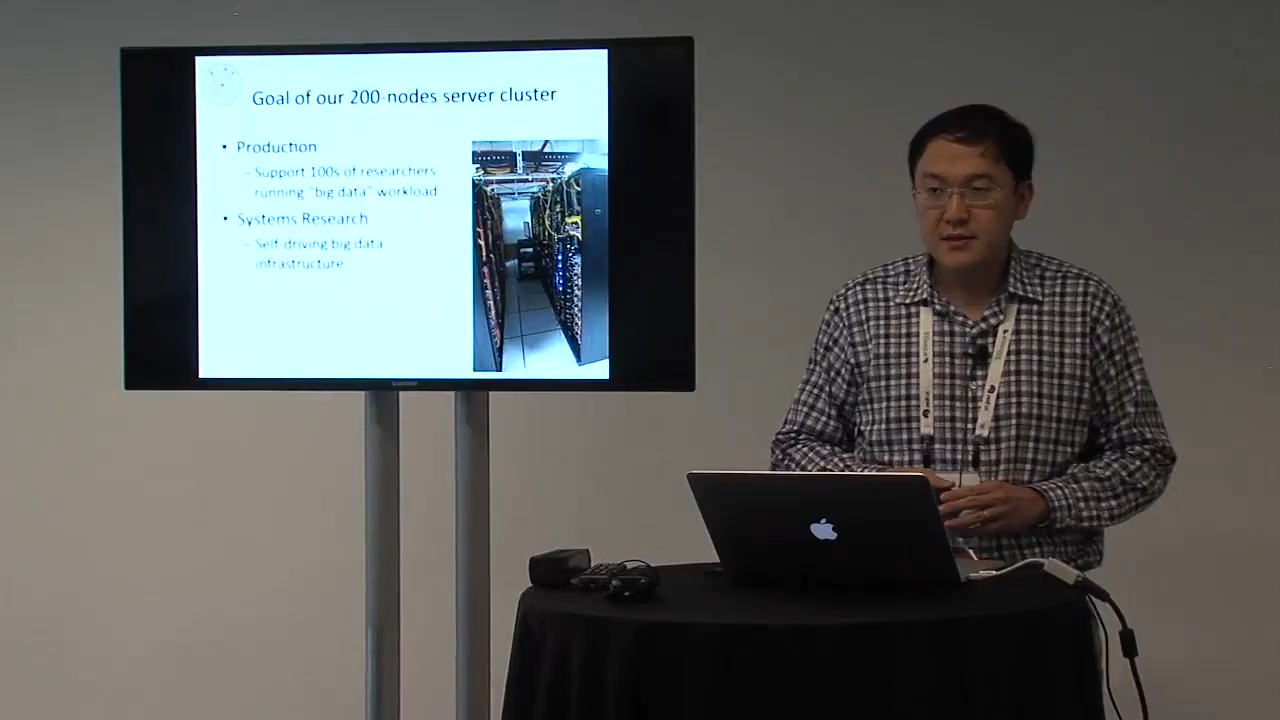 Goal of our 200-nodes server cluster
• Production
– Support 100s of researchers
running "big data" workload
• Systems Research
– Self-driving big data
infrastructure